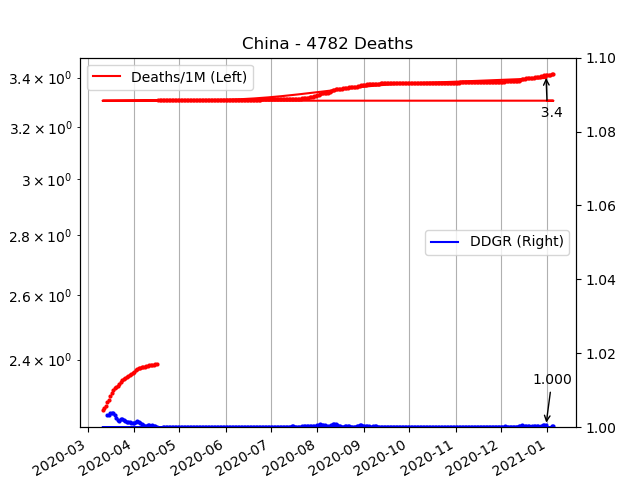 China - 4782 Deaths
Deaths/1M (Left)
3.4 × 10⁰
3.2 × 10⁰
3 × 10⁰
2.8 × 10⁰
2.6 × 10⁰
2.4 × 10⁰
1.10
1.08
1.06
1.04
1.02
1.00
3.4
DDGR (Right)
1.000
2020-03
2020-04
2020-05
2020-06
2020-07
2020-08
2020-09
2020-10
2020-11
2020-12
2021-01